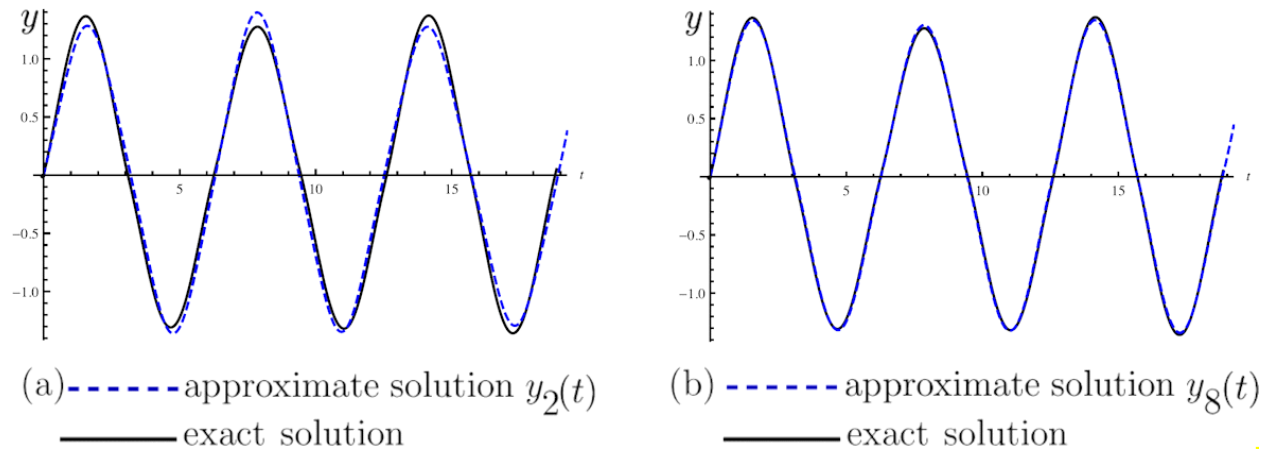 y
1.0
0.5
−0.5
−1.0
5
10
15
t
(a) approximate solution y2(t)
exact solution
y
1.0
0.5
−0.5
−1.0
5
10
15
t
(b) approximate solution y8(t)
exact solution